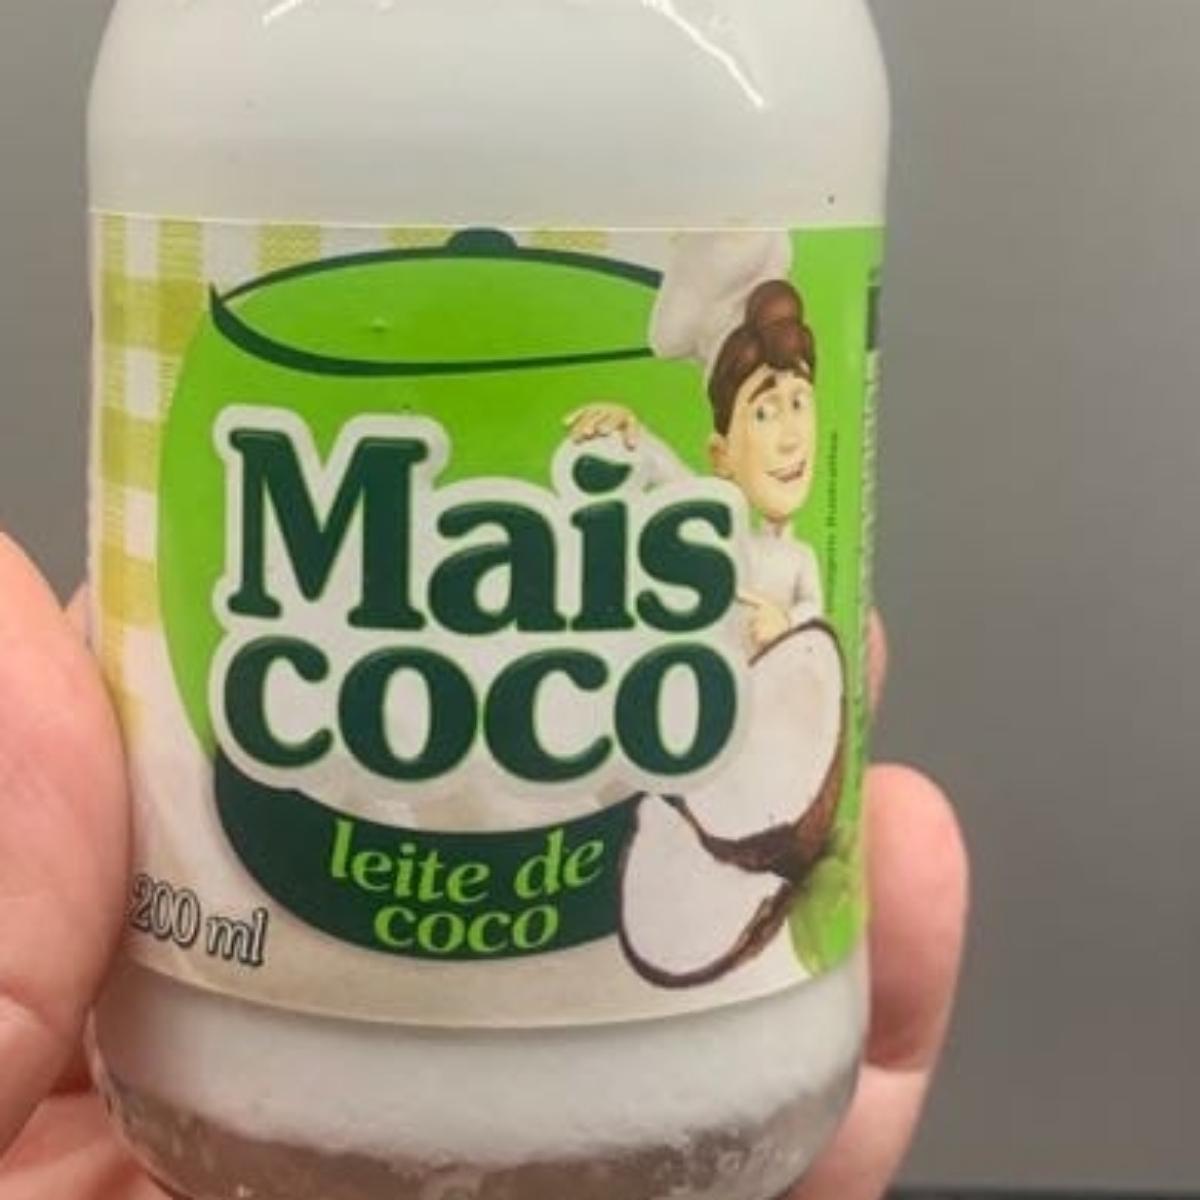 Mais
coco
leite de
coco
200 ml